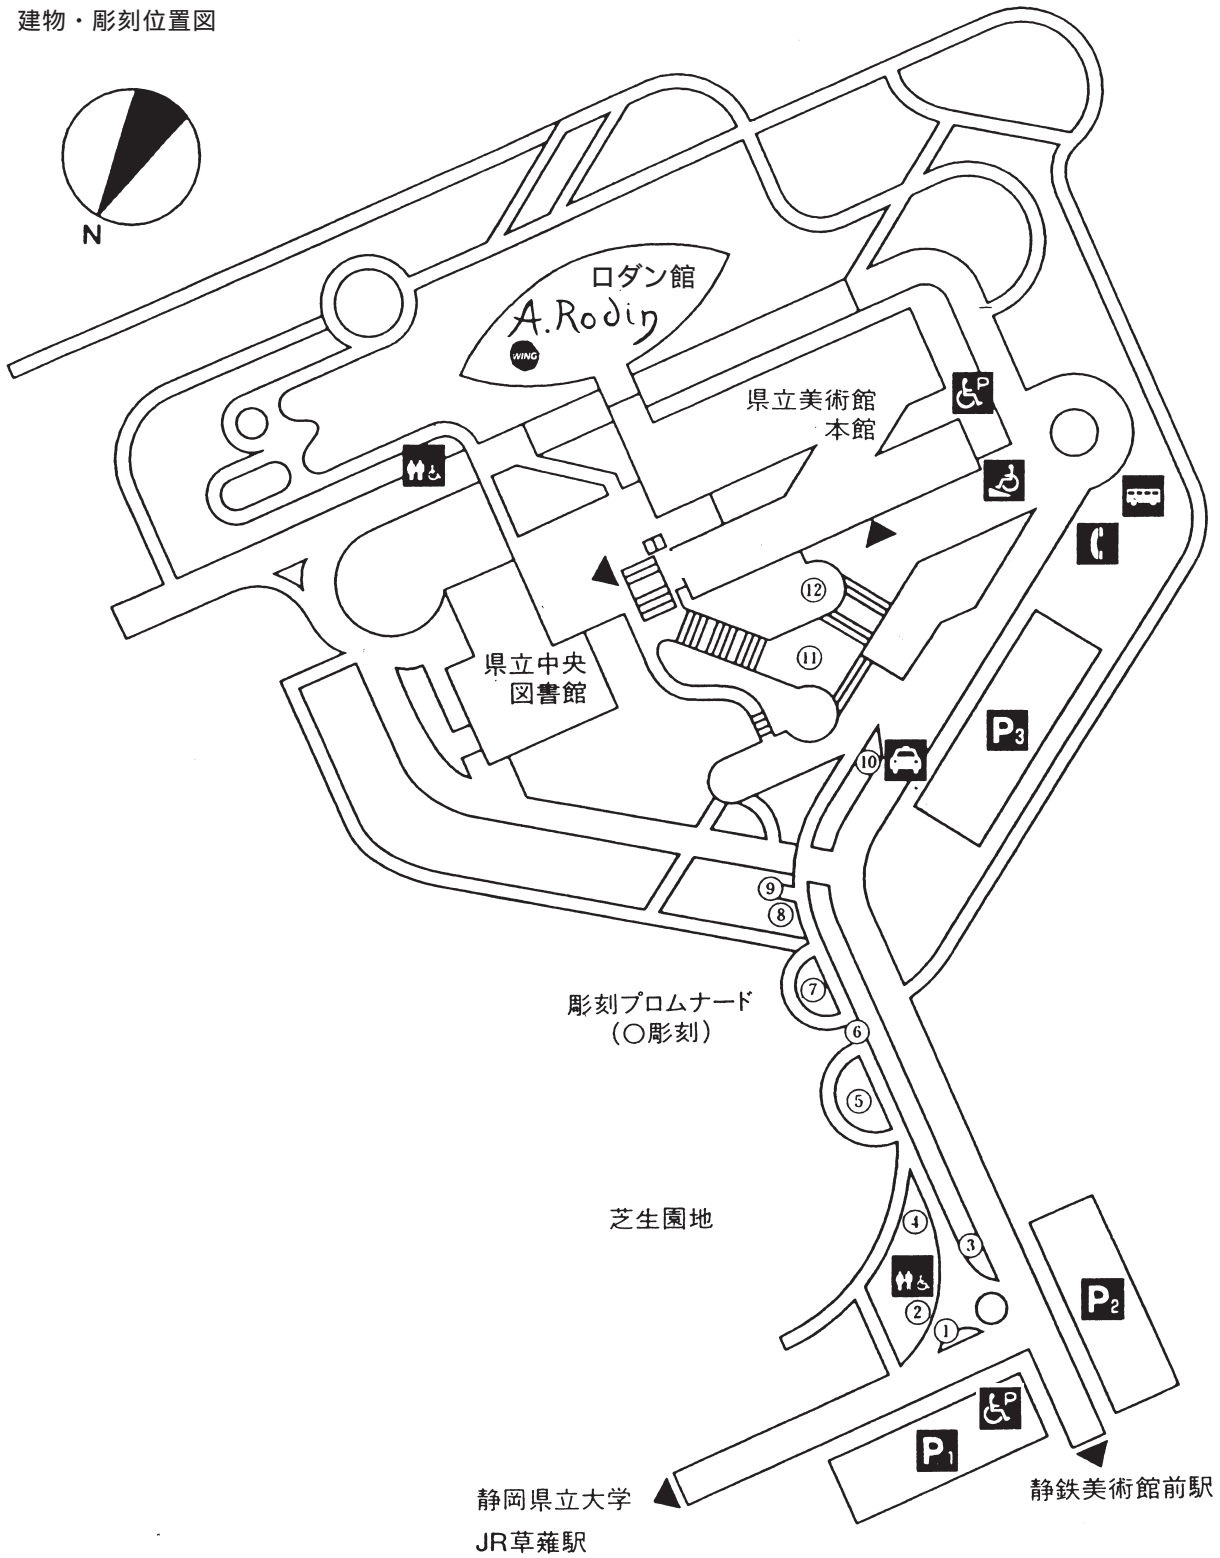 建物・彫刻位置図
N
ロダン館
A.Rodin
WING
県立美術館
本館
P
12
11
県立中央
図書館
P3
10
9
8
7
彫刻プロムナード
(○彫刻)
6
5
芝生園地
4
3
2
1
P2
P
P1
静鉄美術館前駅
静岡県立大学
JR草薙駅